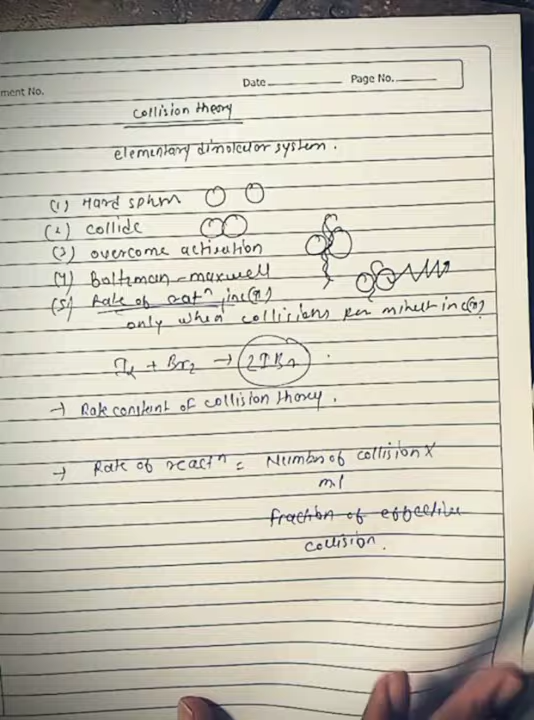 ment No.
Date
Page No.
collision theory
elementary dimolecular system.
(1) Hard sphm
(2) collide
(3) overcome activation
(4) Boltzman - maxwell
(5) Rate of reactⁿ inc(↑)
only when collisions per inc(↑)
I₂ + Br₂ → 2IBr
→ Rate constant of collision theory.
→ Rate of reactⁿ = Number of collision X
ml
fraction of effective
collision.